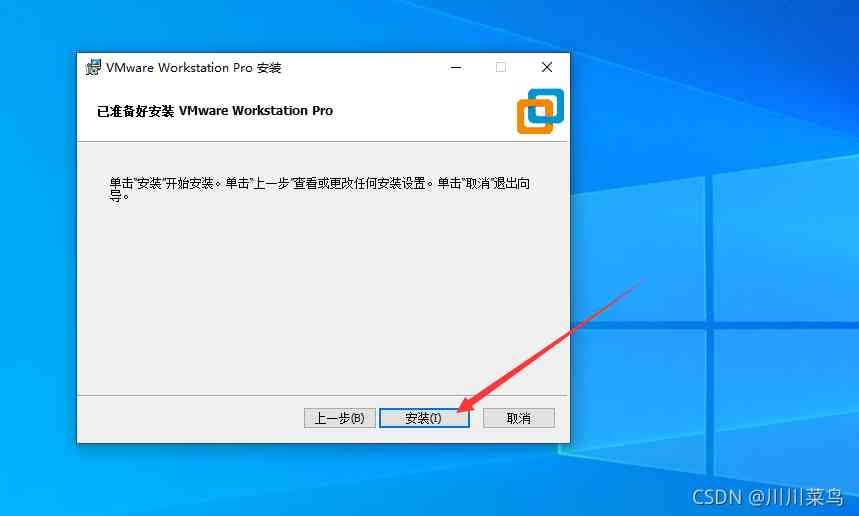 VMware Workstation Pro 安装
已准备好安装 VMware Workstation Pro
单击“安装”开始安装。单击“上一步”查看或更改任何安装设置。单击“取消”退出向
导。
上一步(B) 安装(I) 取消
CSDN @川川菜鸟